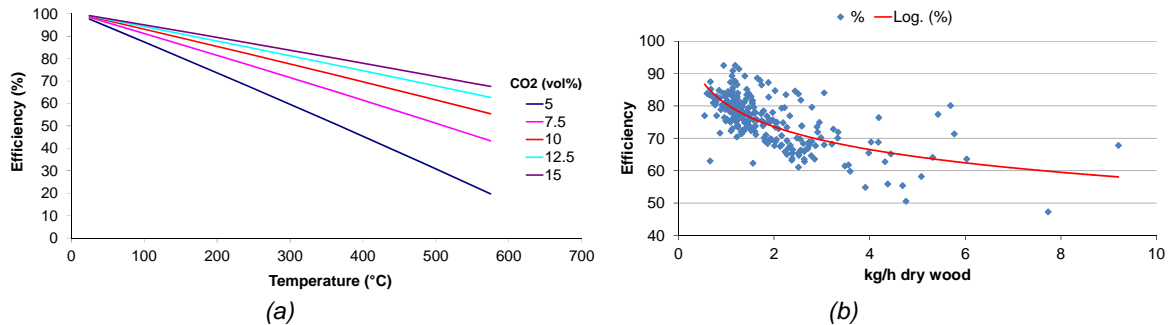 100
90
80
70
60
50
40
30
20
10
0
Efficiency (%)
0 100 200 300 400 500 600 700
Temperature (°C)
CO2 (vol%)
5
7.5
10
12.5
15
(a)
% Log. (%)
100
90
80
70
60
50
40
Efficiency
0 2 4 6 8 10
kg/h dry wood
(b)